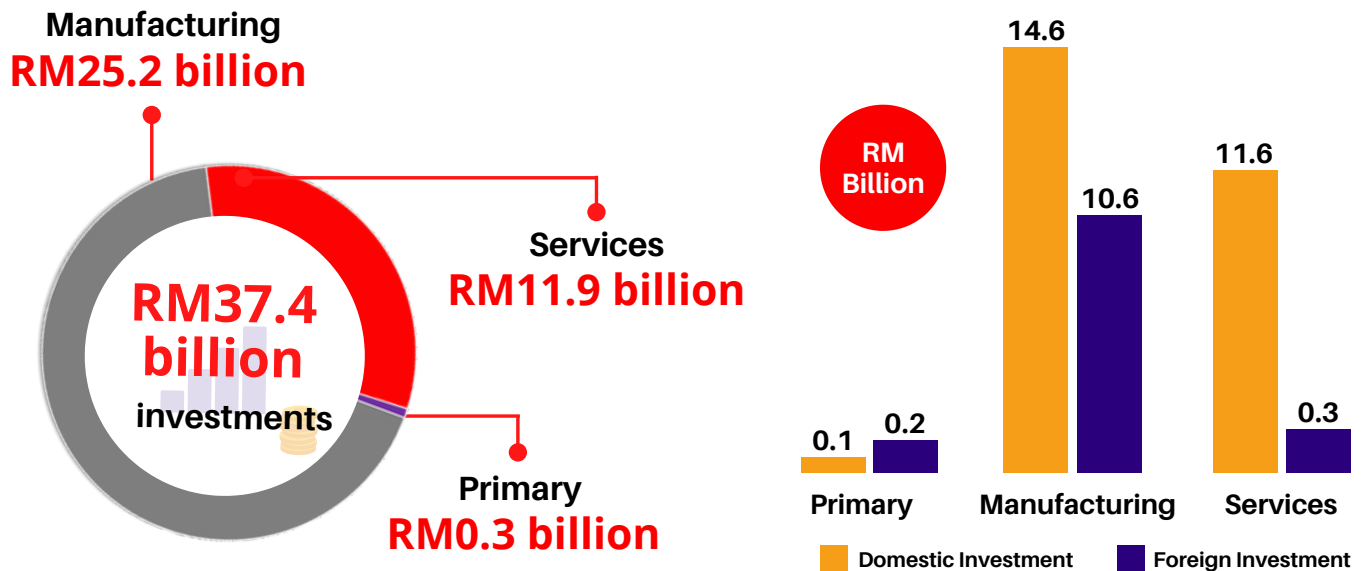 Manufacturing
RM25.2 billion
Services
RM11.9 billion
RM37.4
billion
investments
Primary
RM0.3 billion
RM
Billion
14.6
10.6
11.6
0.3
0.1
0.2
Primary
Manufacturing
Services
Domestic Investment
Foreign Investment